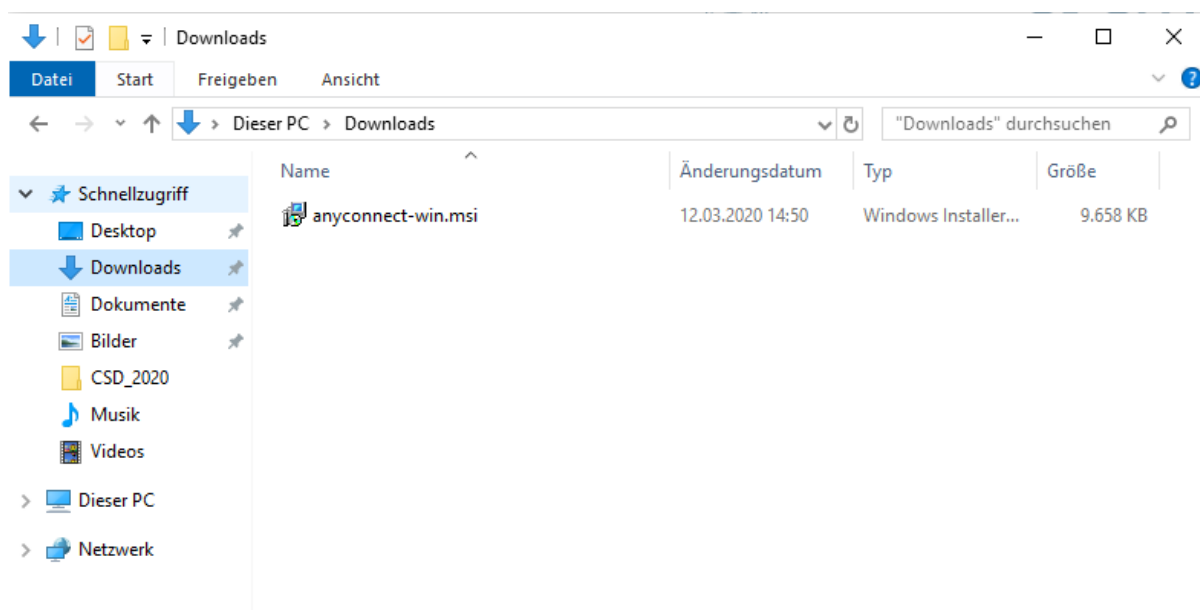 Downloads
Datei Start Freigeben Ansicht
Dieser PC Downloads
"Downloads" durchsuchen
Name Änderungsdatum Typ Größe
Schnellzugriff
anyconnect-win.msi 12.03.2020 14:50 Windows Installer... 9.658 KB
Desktop
Downloads
Dokumente
Bilder
CSD_2020
Musik
Videos
Dieser PC
Netzwerk